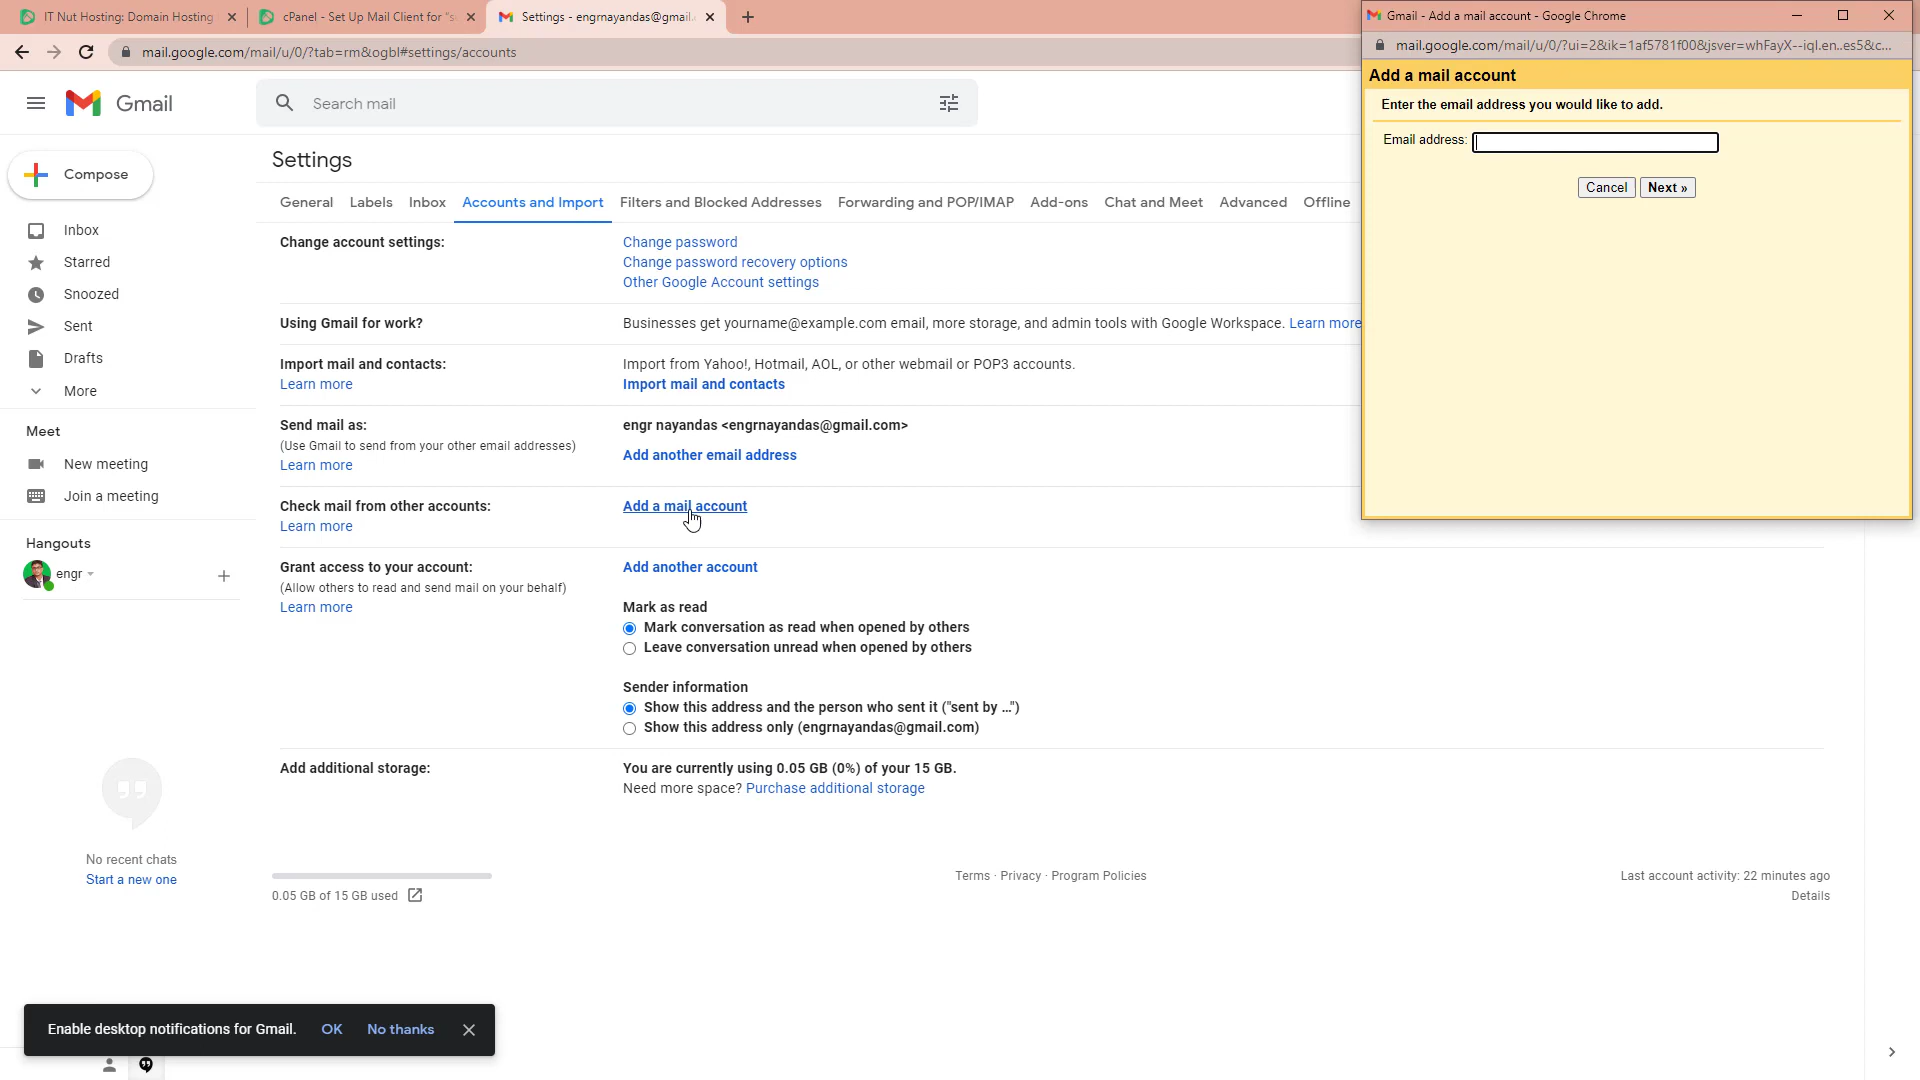 IT Nut Hosting: Domain Hosting
cPanel - Set Up Mail Client for "su
Settings - engrnayandas@gmail.
mail.google.com/mail/u/0/?tab=rm&ogbl#settings/accounts
Gmail - Add a mail account - Google Chrome
mail.google.com/mail/u/0/?ui=2&ik=1af5781f00&jsver=whFayX--iqI.en..es5&c...
Add a mail account
Enter the email address you would like to add.
Email address:
Cancel
Next »
Gmail
Search mail
Compose
Inbox
Starred
Snoozed
Sent
Drafts
More
Meet
New meeting
Join a meeting
Hangouts
engr
No recent chats
Start a new one
Settings
General Labels Inbox Accounts and Import Filters and Blocked Addresses Forwarding and POP/IMAP Add-ons Chat and Meet Advanced Offline
Change account settings:
Change password
Change password recovery options
Other Google Account settings
Using Gmail for work?
Businesses get yourname@example.com email, more storage, and admin tools with Google Workspace. Learn more
Import mail and contacts:
Learn more
Import from Yahoo!, Hotmail, AOL, or other webmail or POP3 accounts.
Import mail and contacts
Send mail as:
(Use Gmail to send from your other email addresses)
Learn more
engr nayandas <engrnayandas@gmail.com>
Add another email address
Check mail from other accounts:
Learn more
Add a mail account
Grant access to your account:
(Allow others to read and send mail on your behalf)
Learn more
Add another account
Mark as read
Mark conversation as read when opened by others
Leave conversation unread when opened by others
Sender information
Show this address and the person who sent it ("sent by ...")
Show this address only (engrnayandas@gmail.com)
Add additional storage:
You are currently using 0.05 GB (0%) of your 15 GB.
Need more space? Purchase additional storage
0.05 GB of 15 GB used
Terms · Privacy · Program Policies
Last account activity: 22 minutes ago
Details
Enable desktop notifications for Gmail. OK No thanks